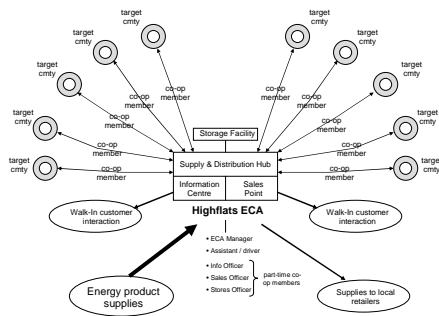 target
cmty
target
cmty
target
cmty
target
cmty
target
cmty
target
cmty
target
cmty
target
cmty
target
cmty
target
cmty
co-op
member
co-op
member
co-op
member
co-op
member
co-op
member
co-op
member
co-op
member
co-op
member
co-op
member
co-op
member
Storage Facility
Supply & Distribution Hub
Information
Centre
Sales
Point
Highflats ECA
Walk-In customer
interaction
Walk-In customer
interaction
• ECA Manager
• Assistant / driver
• Info Officer
• Sales Officer
• Stores Officer
part-time co-
op members
Energy product
supplies
Supplies to local
retailers